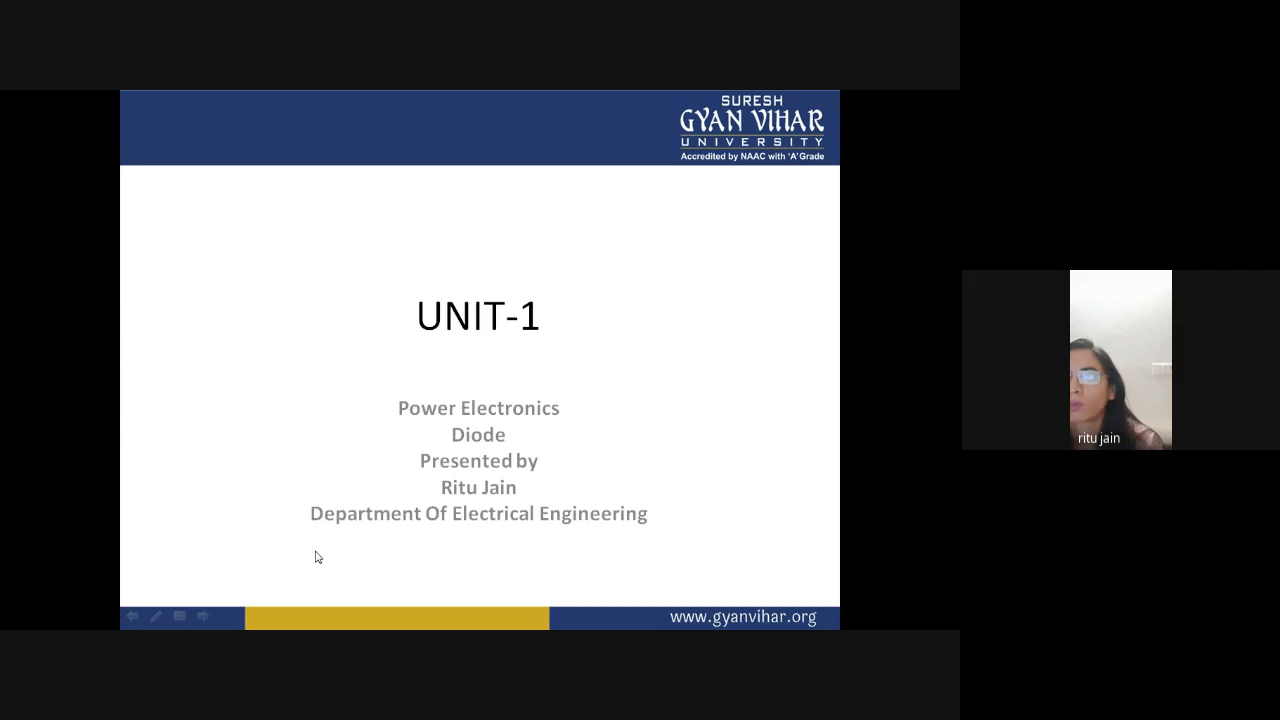 SURESH
GYAN VIHAR
UNIVERSITY
Accredited by NAAC with 'A' Grade
UNIT-1
Power Electronics
Diode
Presented by
Ritu Jain
Department Of Electrical Engineering
ritu jain
www.gyanvihar.org